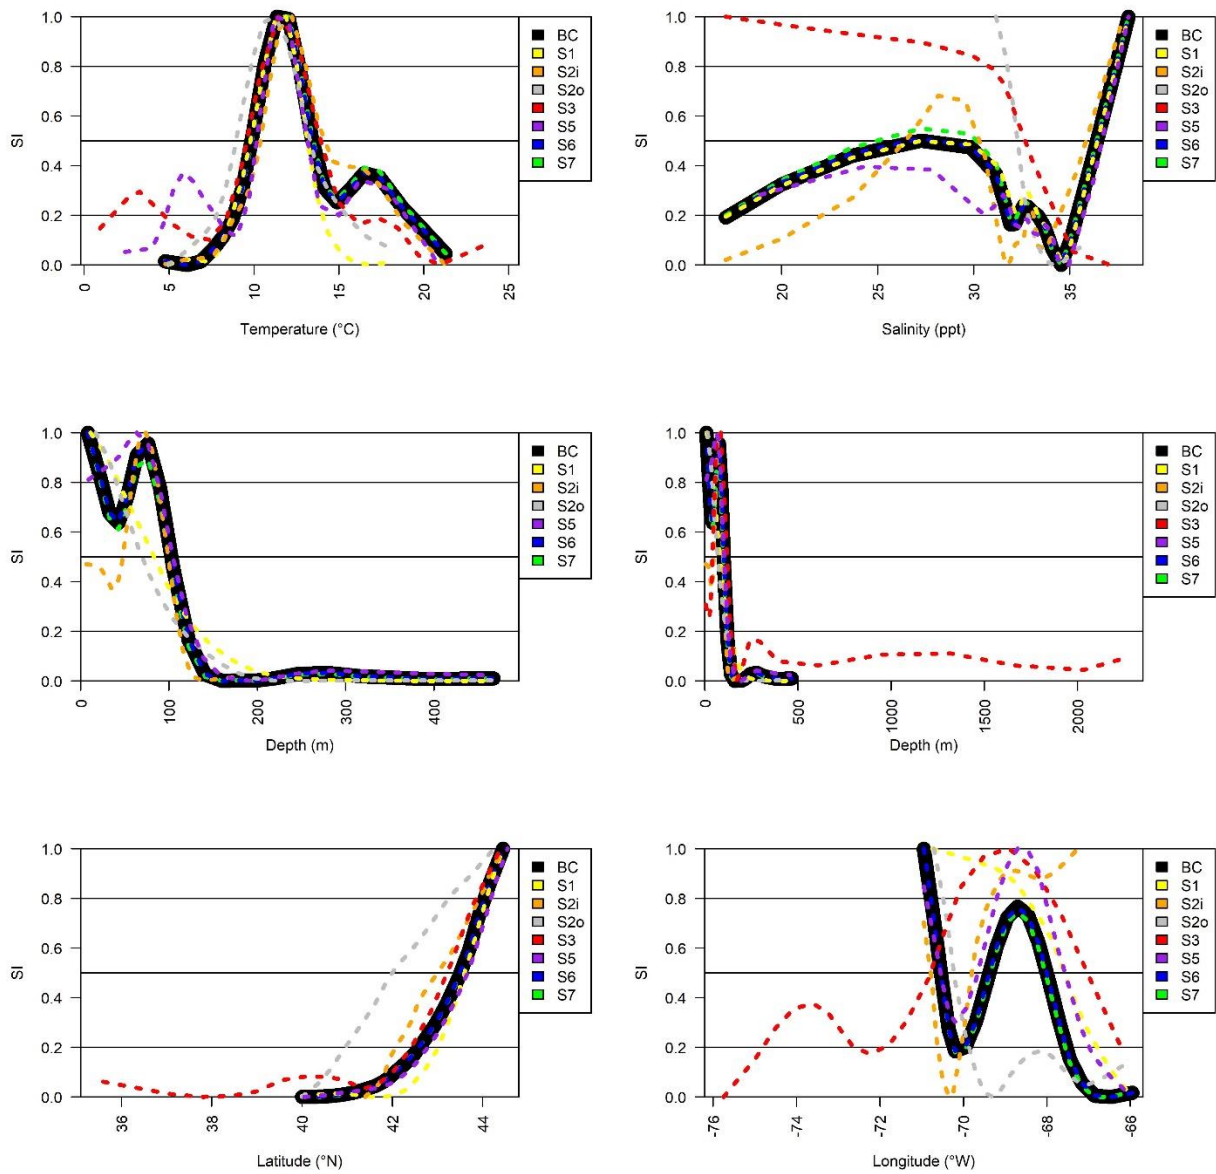 1.0
0.8
0.6
0.4
0.2
0.0
SI
0
5
10
15
20
25
Temperature (°C)
BC
S1
S2i
S2o
S3
S5
S6
S7
1.0
0.8
0.6
0.4
0.2
0.0
SI
20
25
30
35
Salinity (ppt)
BC
S1
S2i
S2o
S3
S5
S6
S7
1.0
0.8
0.6
0.4
0.2
0.0
SI
0
100
200
300
400
Depth (m)
BC
S1
S2i
S2o
S5
S6
S7
1.0
0.8
0.6
0.4
0.2
0.0
SI
0
500
1000
1500
2000
Depth (m)
BC
S1
S2i
S2o
S3
S5
S6
S7
1.0
0.8
0.6
0.4
0.2
0.0
SI
36
38
40
42
44
Latitude (°N)
BC
S1
S2i
S2o
S3
S5
S6
S7
1.0
0.8
0.6
0.4
0.2
0.0
SI
-76
-74
-72
-70
-68
-66
Longitude (°W)
BC
S1
S2i
S2o
S3
S5
S6
S7